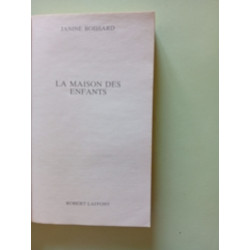 JANINE BOISSARD
LA MAISON DES
ENFANTS
ROBERT LAFFONT